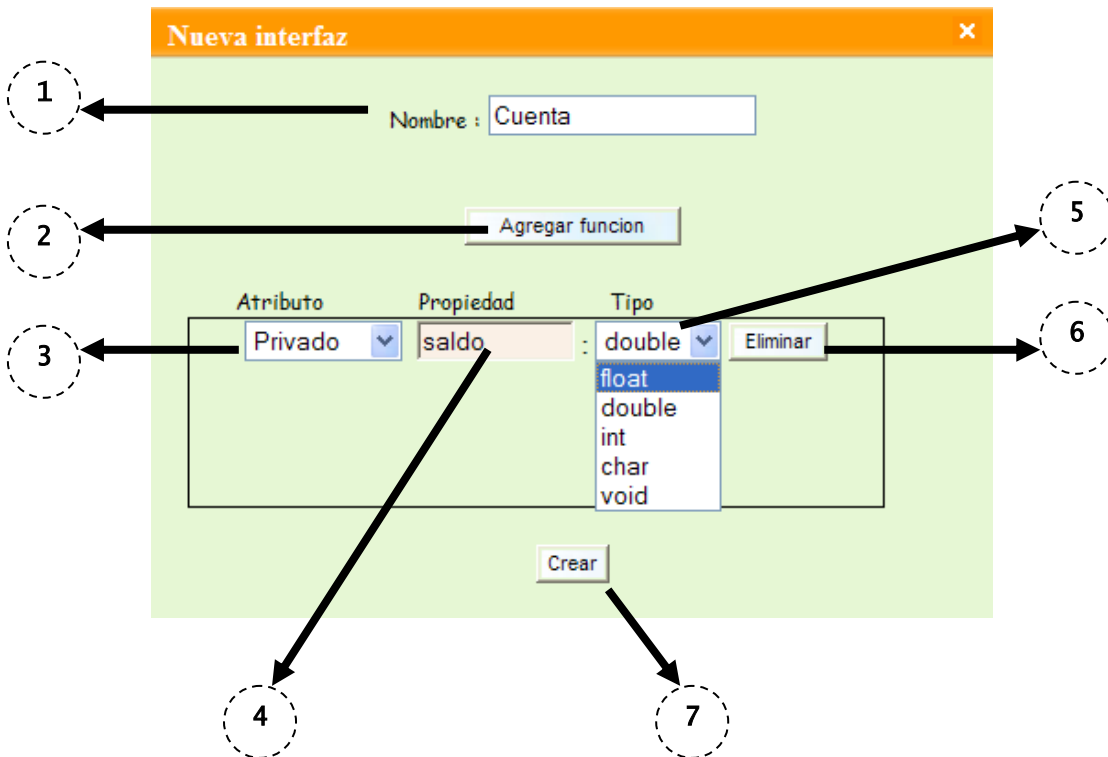 Nueva interfaz ×
1
Nombre : Cuenta
2
Agregar funcion
5
Atributo Propiedad Tipo
3
Privado saldo : double Eliminar
6
float
double
int
char
void
Crear
4
7